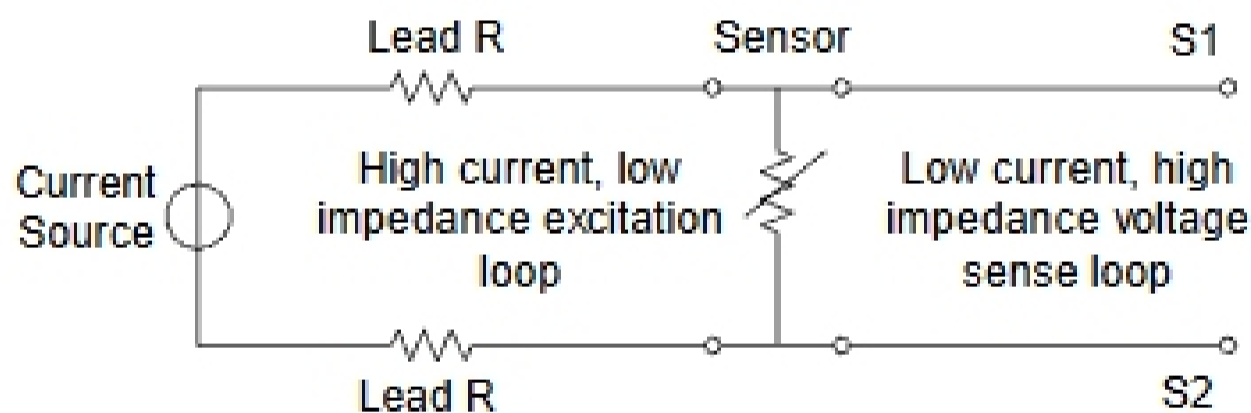 Lead R
Sensor
S1
Current
Source
High current, low
impedance excitation
loop
Low current, high
impedance voltage
sense loop
Lead R
S2